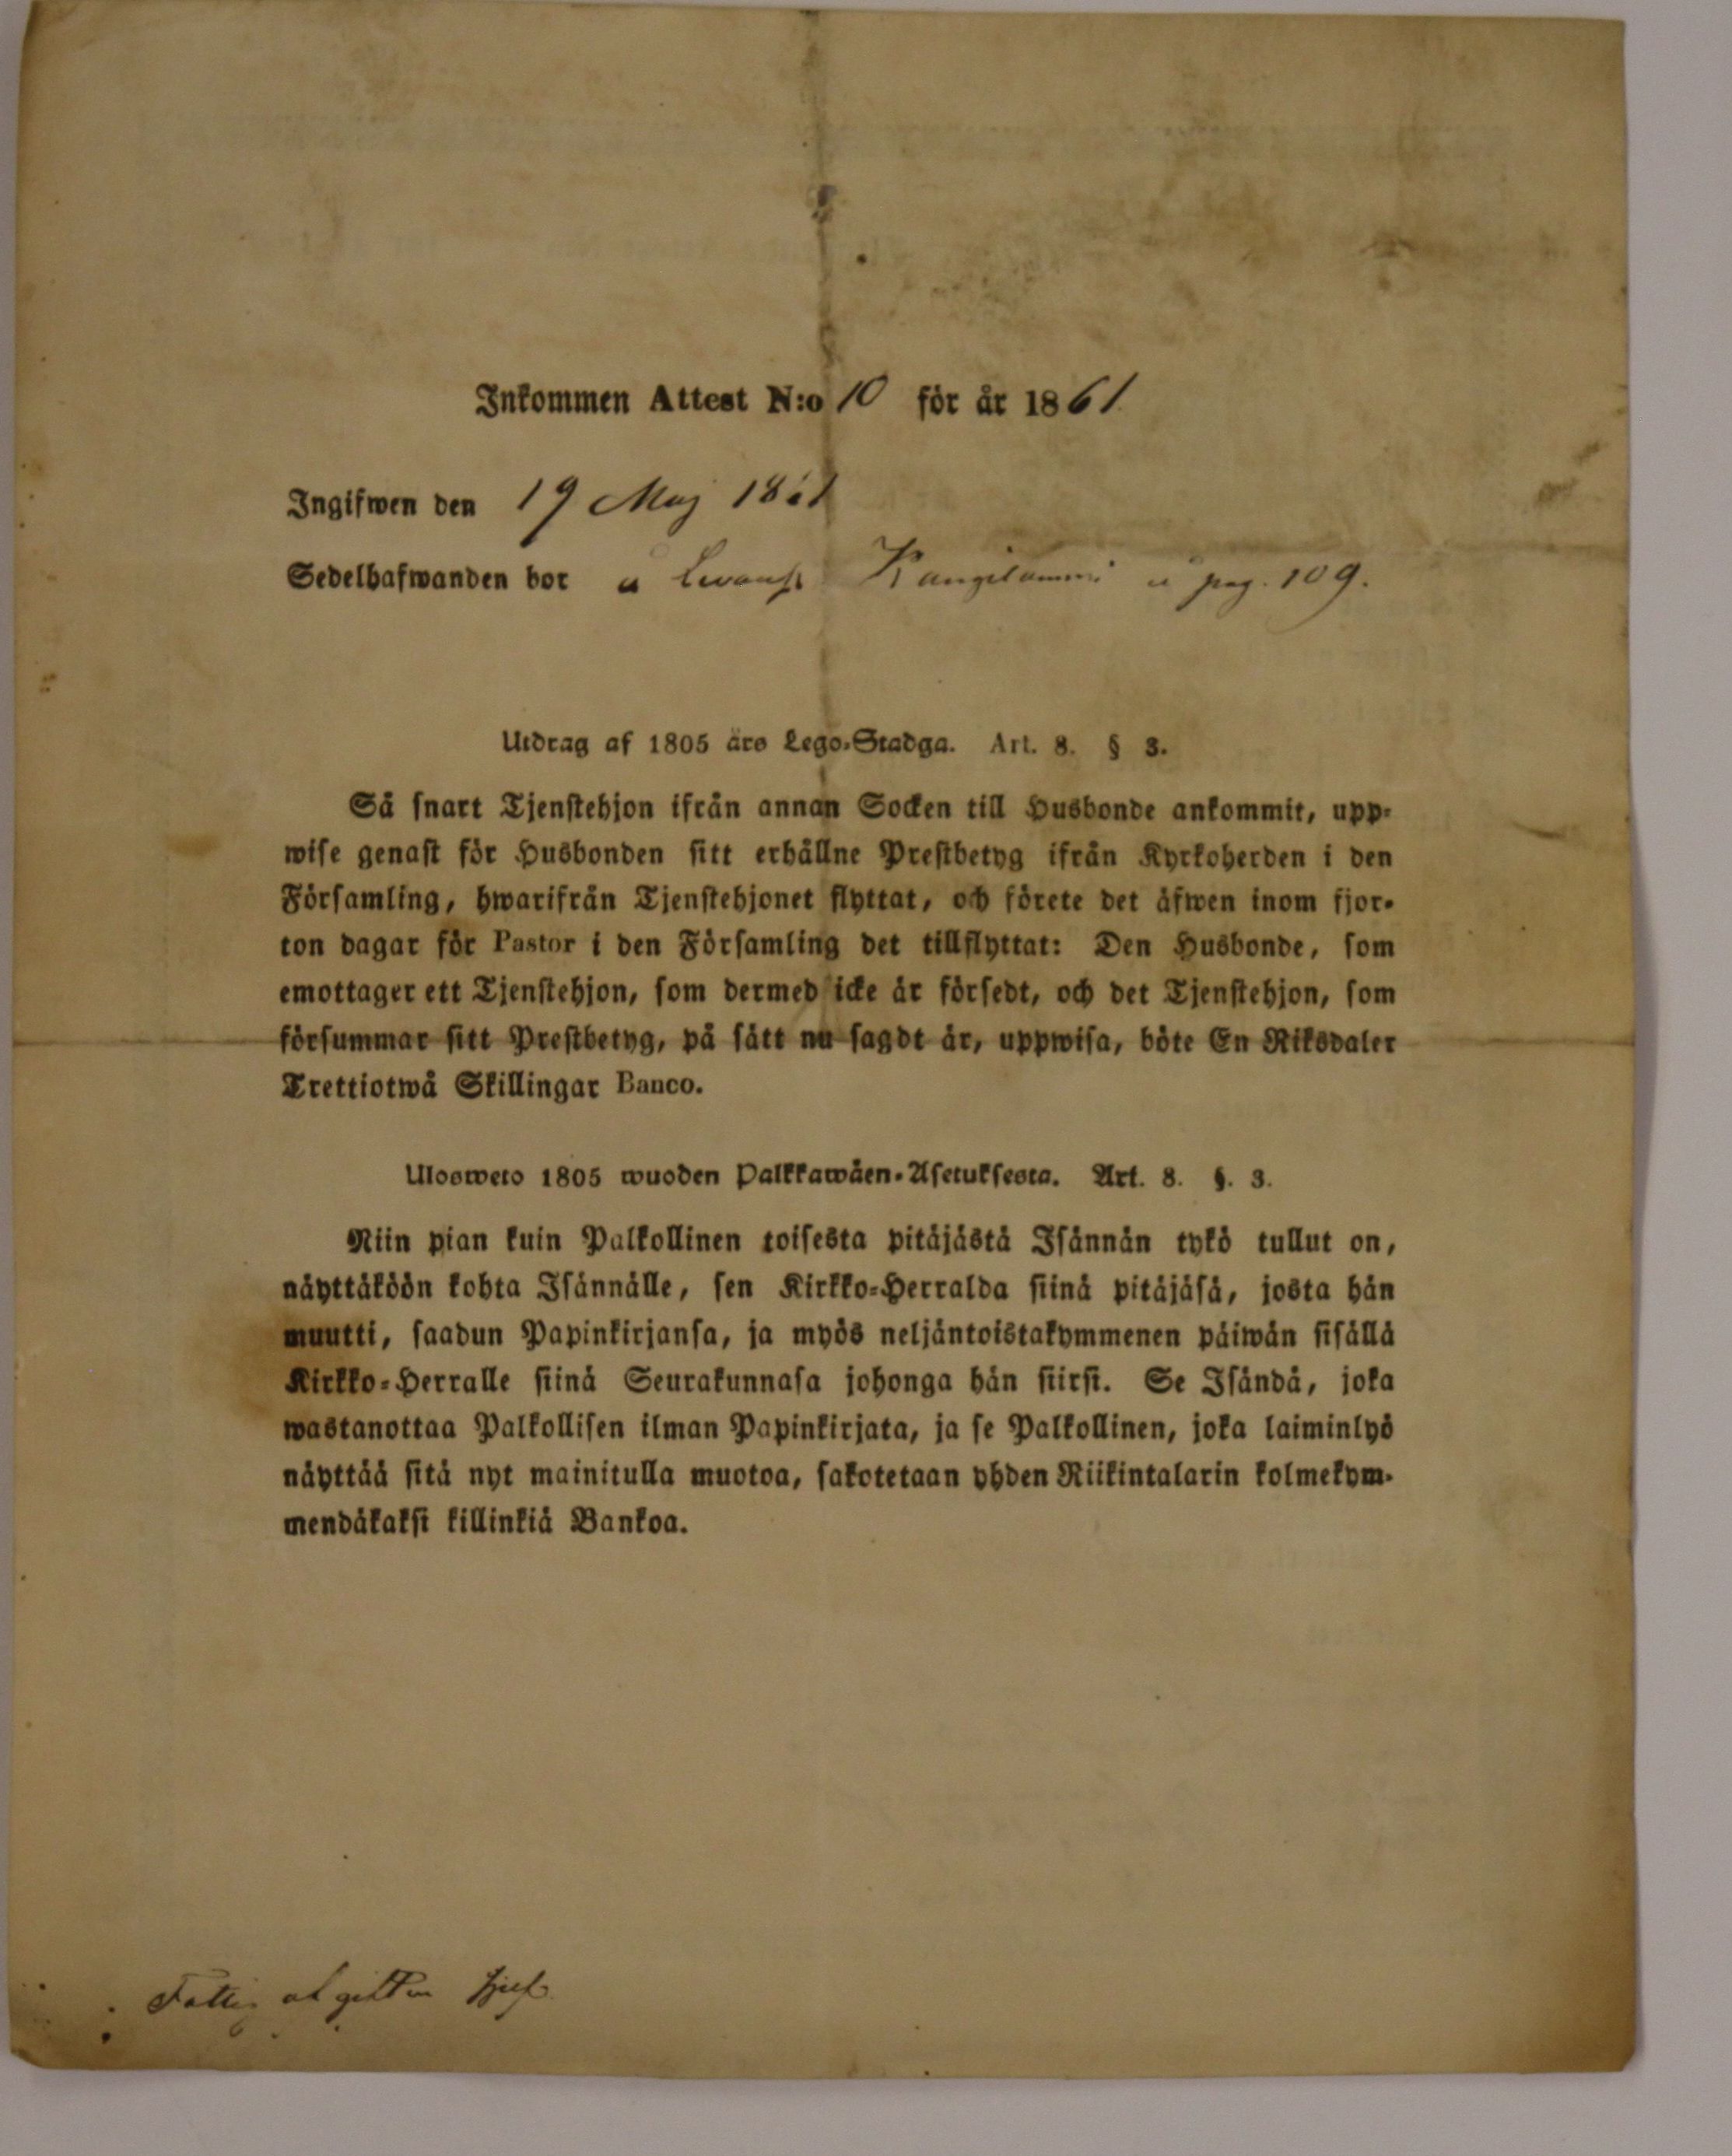 Inkommen Attest N:o 10 för år 1861.
Ingifwen den 19 Maj 1861
Sedelhafwanden bor å Kangilammi å pag. 109.
Utdrag af 1805 års Lego-Stadga. Art. 8. § 3.
Så snart Tjenstehjon ifrån annan Socken till Husbonde ankommit, upp-
wise genast för Husbonden sitt erhållne Prestbetyg ifrån Kyrkoherden i den
Församling, hwarifrån Tjenstehjonet flyttat, och förete det äfwen inom fjor-
ton dagar för Pastor i den Församling det tillflyttat: Den Husbonde, som
emottager ett Tjenstehjon, som dermed icke är försedt, och det Tjenstehjon, som
försummar sitt Prestbetyg, på sätt nu sagdt är, uppwisa, böte En Riksdaler
Trettiotwå Skillingar Banco.
Ulosweto 1805 wuoden Palkkawäen-Asetuksesta. Art. 8. §. 3.
Niin pian kuin Palkollinen toisesta pitäjästä Isännän tykö tullut on,
näyttäköön kohta Isännälle, sen Kirkko-Herralda siinä pitäjäsä, josta hän
muutti, saadun Papinkirjansa, ja myös neljäntoistakymmenen päiwän sisällä
Kirkko-Herralle siinä Seurakunnasa johonga hän siirsi. Se Isändä, joka
wastanottaa Palkollisen ilman Papinkirjata, ja se Palkollinen, joka laiminlyö
näyttää sitä nyt mainitulla muotoa, sakotetaan yhden Riikintalarin kolmekym-
mendäkaksi killinkiä Bankoa.